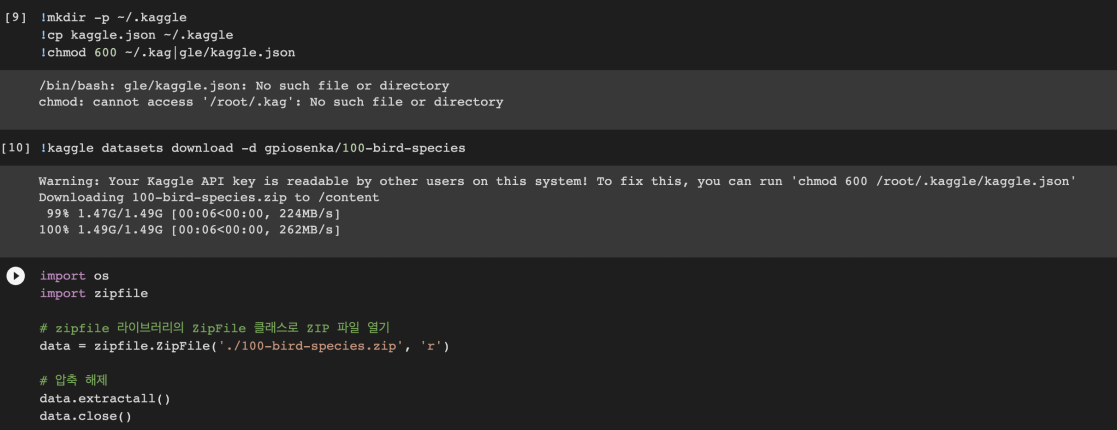 [9] !mkdir -p ~/.kaggle
!cp kaggle.json ~/.kaggle
!chmod 600 ~/.kag|gle/kaggle.json
/bin/bash: gle/kaggle.json: No such file or directory
chmod: cannot access '/root/.kag': No such file or directory
[10] !kaggle datasets download -d gpiosenka/100-bird-species
Warning: Your Kaggle API key is readable by other users on this system! To fix this, you can run 'chmod 600 /root/.kaggle/kaggle.json'
Downloading 100-bird-species.zip to /content
99% 1.47G/1.49G [00:06<00:00, 224MB/s]
100% 1.49G/1.49G [00:06<00:00, 262MB/s]
import os
import zipfile
# zipfile 라이브러리의 ZipFile 클래스로 ZIP 파일 열기
data = zipfile.ZipFile('./100-bird-species.zip', 'r')
# 압축 해제
data.extractall()
data.close()